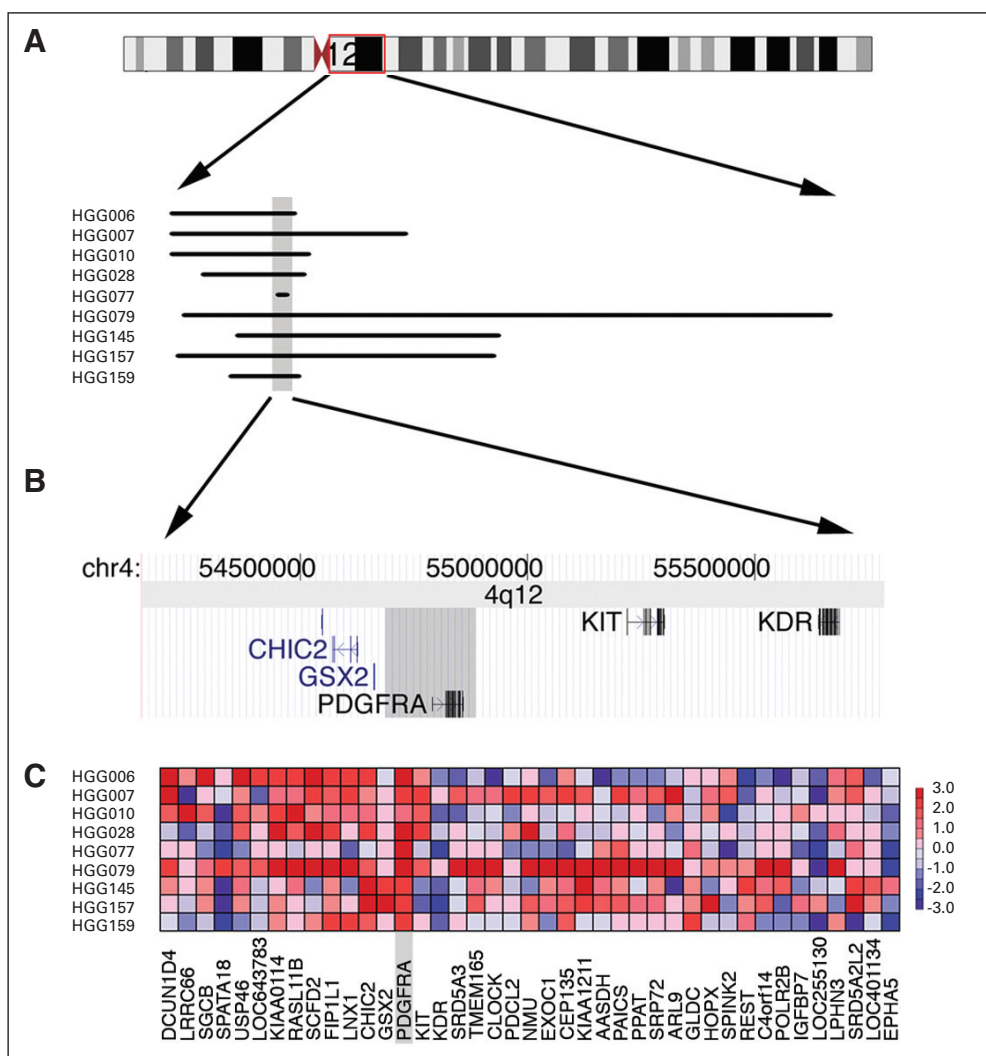 A
12
HGG006
HGG007
HGG010
HGG028
HGG077
HGG079
HGG145
HGG157
HGG159
B
chr4: 54500000 55000000 55500000
4q12
KIT KDR
CHIC2
GSX2
PDGFRA
C
HGG006
HGG007
HGG010
HGG028
HGG077
HGG079
HGG145
HGG157
HGG159
3.0
2.0
1.0
0.0
-1.0
-2.0
-3.0
DCUN1D4
LRRC66
SGCB
SPATA18
USP46
LOC643783
KIAA0114
RASL11B
SCFD2
FIP1L1
LNX1
CHIC2
GSX2
PDGFRA
KIT
KDR
SRD5A3
TMEM165
CLOCK
PDCL2
NMU
EXOC1
CEP135
KIAA1211
AASDH
PAICS
PPAT
SRP72
ARL9
GLDC
HOPX
SPINK2
REST
C4orf14
POLR2B
IGFBP7
LOC255130
LPHN3
SRD5A2L2
LOC401134
EPHA5